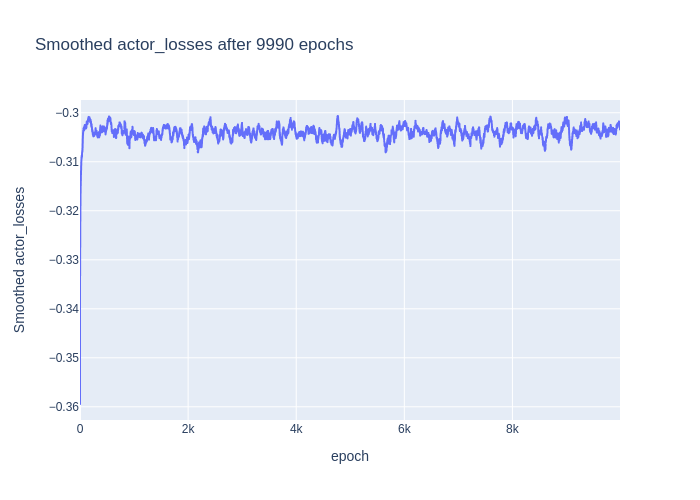 Smoothed actor_losses after 9990 epochs
Smoothed actor_losses
−0.3
−0.31
−0.32
−0.33
−0.34
−0.35
−0.36
0
2k
4k
6k
8k
epoch